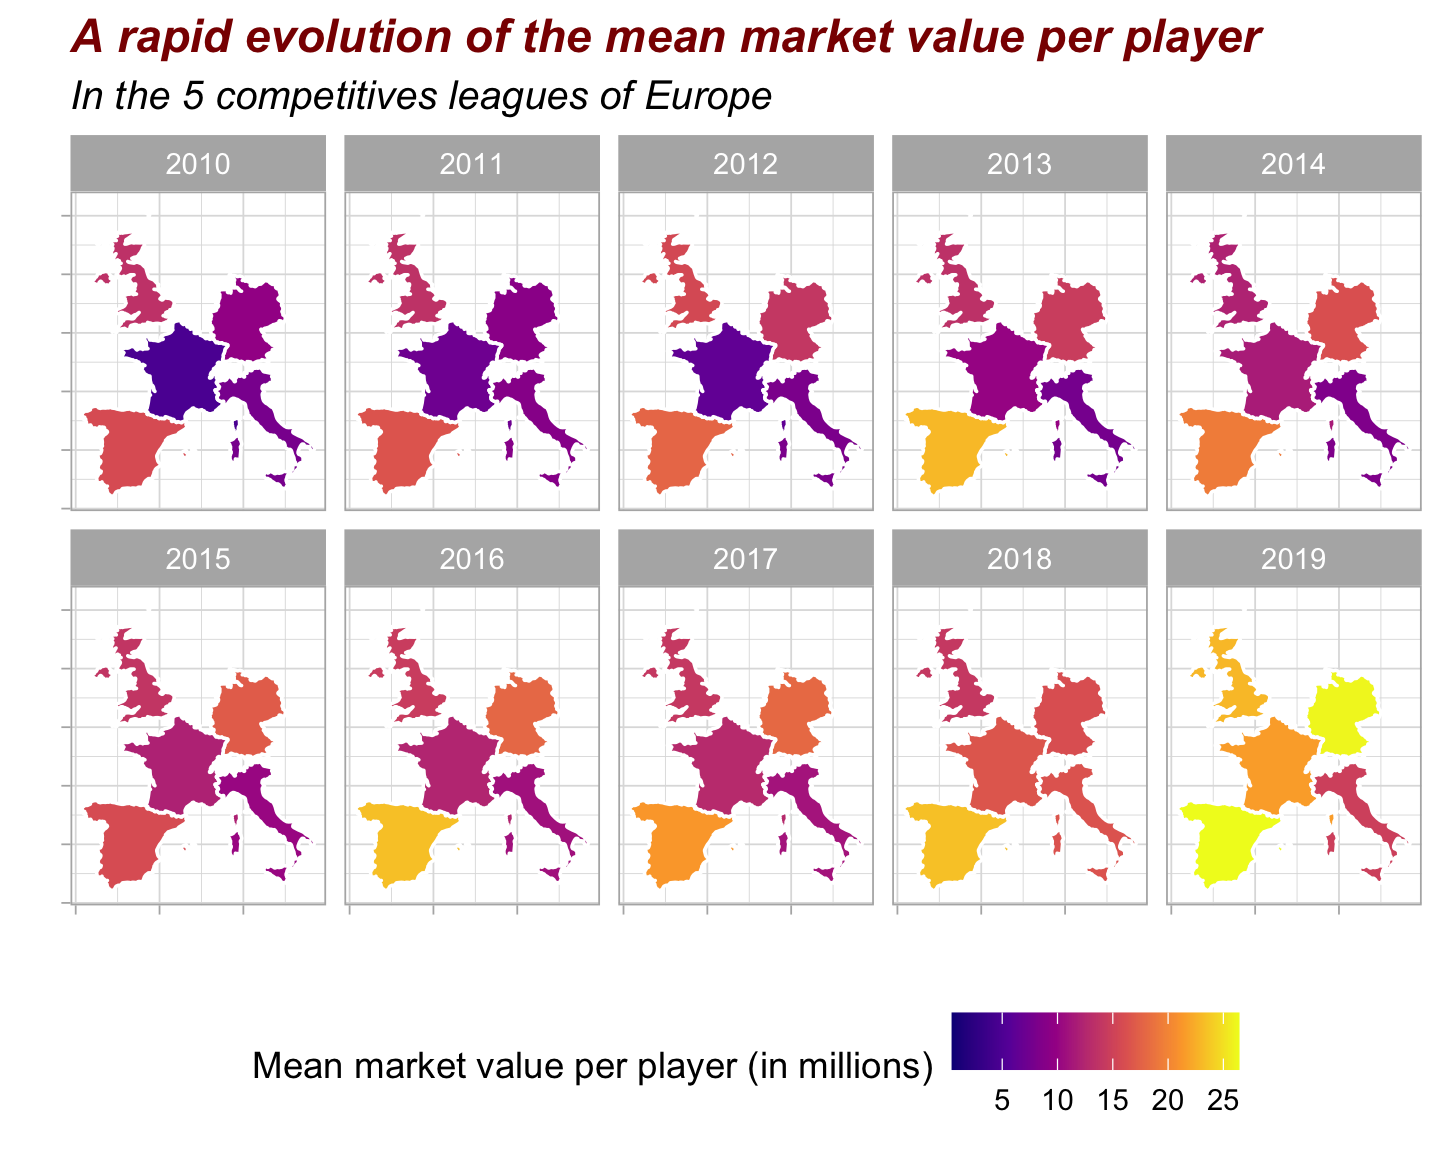 A rapid evolution of the mean market value per player
In the 5 competitives leagues of Europe
2010 2011 2012 2013 2014
2015 2016 2017 2018 2019
Mean market value per player (in millions)
5 10 15 20 25